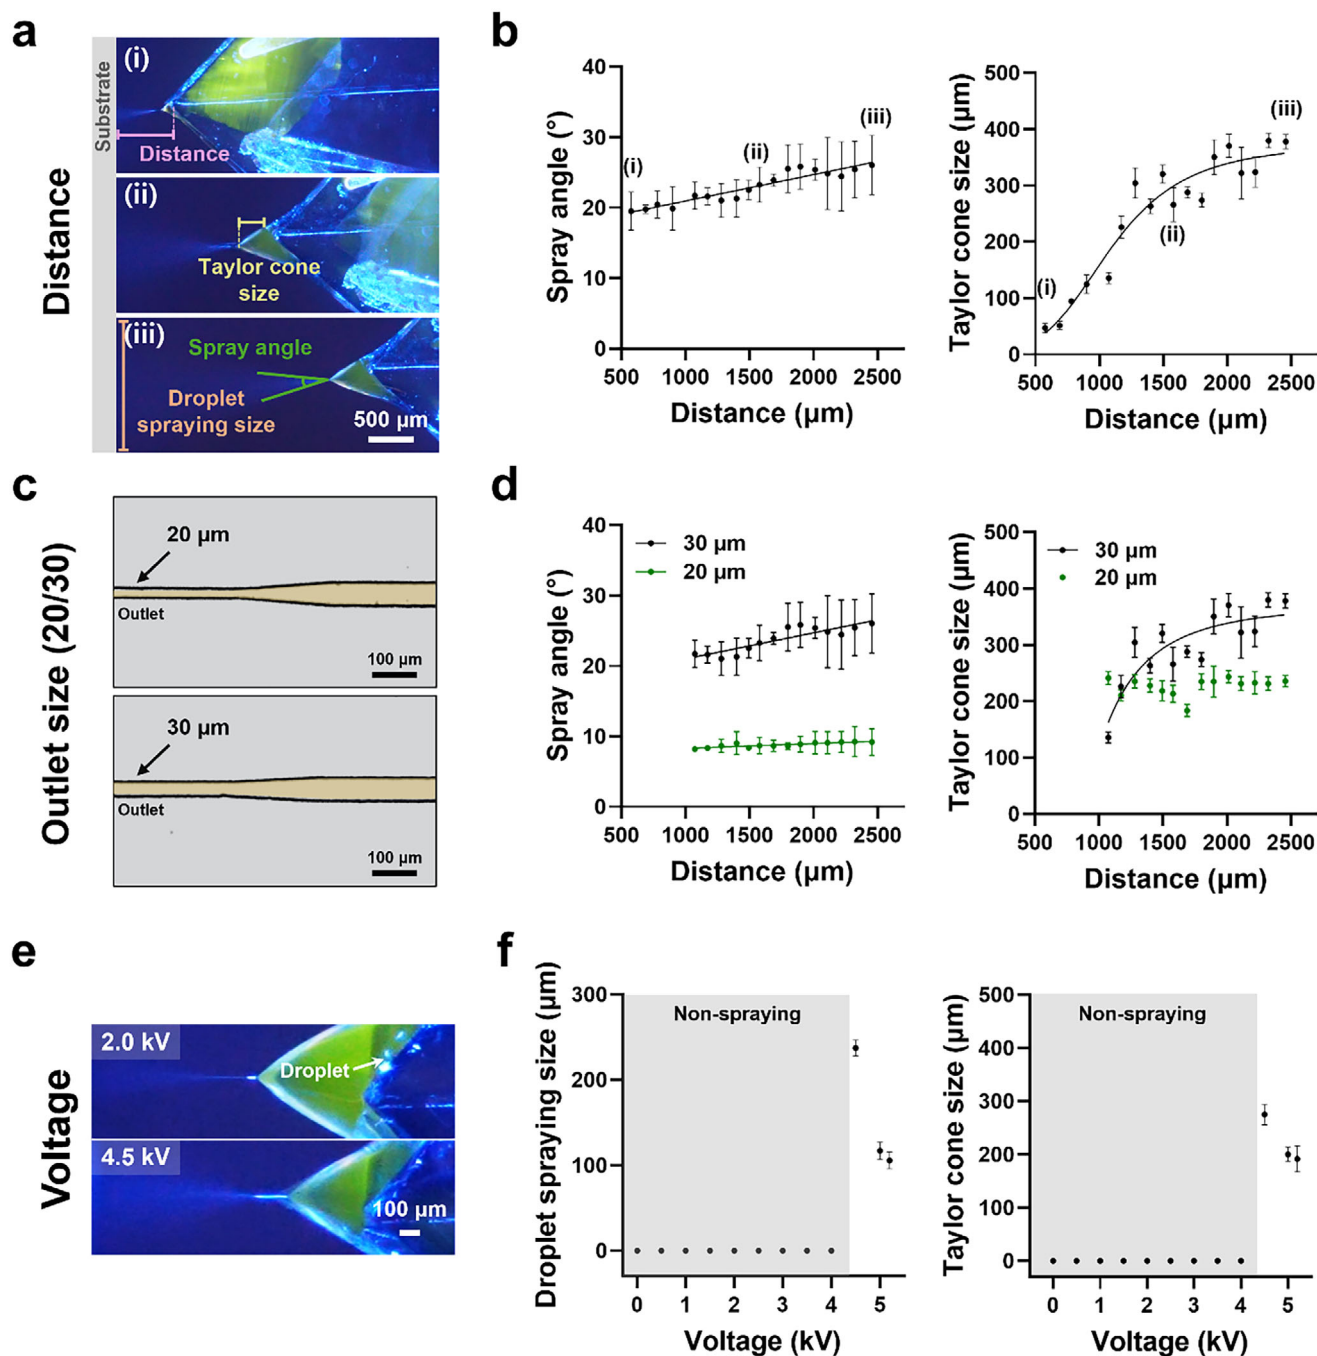 a
Distance
Substrate
(i)
Distance
(ii)
Taylor cone
size
(iii)
Spray angle
Droplet
spraying size
500 µm
b
Spray angle (°)
40
30
20
10
0
(i)
(ii)
(iii)
500 1000 1500 2000 2500
Distance (µm)
Taylor cone size (µm)
500
400
300
200
100
0
(i)
(ii)
(iii)
500 1000 1500 2000 2500
Distance (µm)
c
Outlet size (20/30)
20 µm
Outlet
100 µm
30 µm
Outlet
100 µm
d
Spray angle (°)
40
30
20
10
0
30 µm
20 µm
500 1000 1500 2000 2500
Distance (µm)
Taylor cone size (µm)
500
400
300
200
100
0
30 µm
20 µm
500 1000 1500 2000 2500
Distance (µm)
e
Voltage
2.0 kV
Droplet
4.5 kV
100 µm
f
Droplet spraying size (µm)
300
200
100
0
Non-spraying
0 1 2 3 4 5
Voltage (kV)
Taylor cone size (µm)
500
400
300
200
100
0
Non-spraying
0 1 2 3 4 5
Voltage (kV)